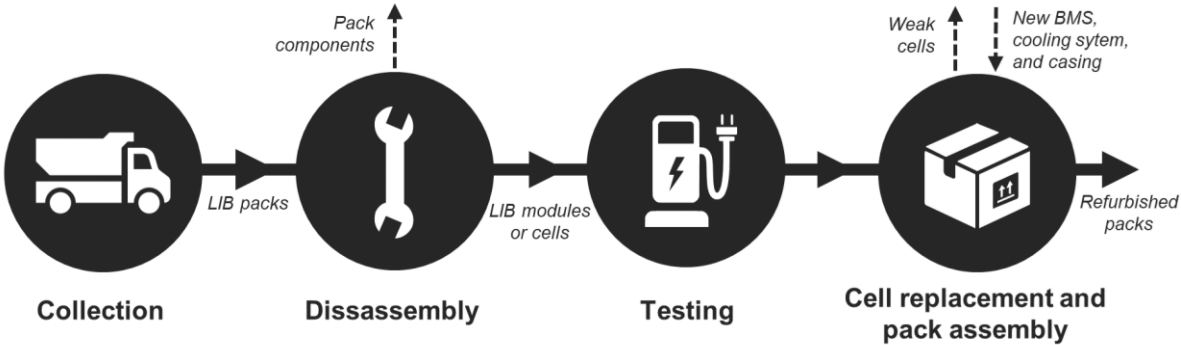 Pack
components
Weak
cells
New BMS,
cooling sytem,
and casing
LIB packs
LIB modules
or cells
Refurbished
packs
Collection
Dissassembly
Testing
Cell replacement and
pack assembly